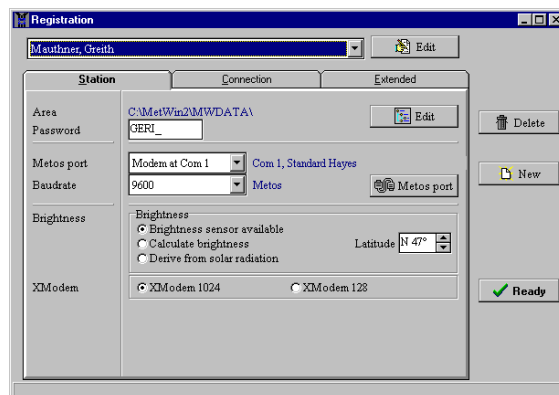 Registration
Mauthner, Greith
Edit
Station Connection Extended
Area C:\MetWin2\MWDATA\ Edit
Password GERI_
Delete
Metos port Modem at Com 1 Com 1, Standard Hayes
New
Baudrate 9600 Metos Metos port
Brightness Brightness
Brightness sensor available
Calculate brightness Latitude N 47°
Derive from solar radiation
XModem XModem 1024 XModem 128
Ready